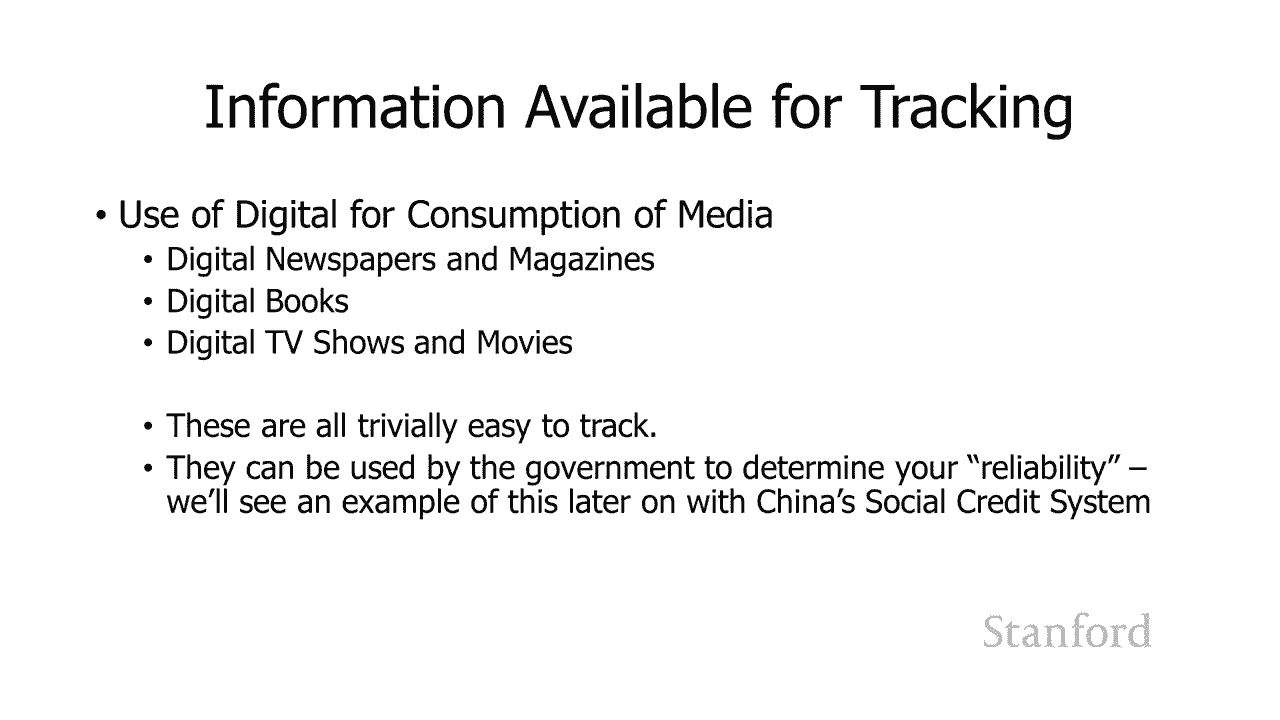 Information Available for Tracking
• Use of Digital for Consumption of Media
• Digital Newspapers and Magazines
• Digital Books
• Digital TV Shows and Movies
• These are all trivially easy to track.
• They can be used by the government to determine your “reliability” –
we’ll see an example of this later on with China’s Social Credit System
Stanford